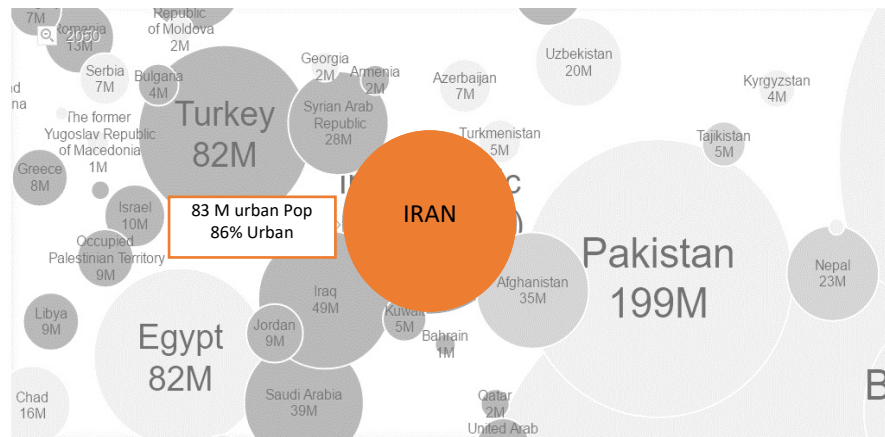 7M
Romania
13M
2050
Republic
of Moldova
2M
Serbia
7M
Bulgaria
4M
Turkey
82M
Georgia
2M
Armenia
2M
Syrian Arab
Republic
28M
Azerbaijan
7M
Uzbekistan
20M
Kyrgyzstan
4M
Turkmenistan
5M
Tajikistan
5M
na
The former
Yugoslav Republic
of Macedonia
1M
Greece
8M
Israel
10M
83 M urban Pop
86% Urban
IRAN
Occupied
Palestinian Territory
9M
Pakistan
199M
Nepal
23M
Afghanistan
35M
Iraq
49M
Kuwait
5M
Bahrain
1M
Libya
9M
Egypt
82M
Jordan
9M
Chad
16M
Saudi Arabia
39M
Qatar
2M
United Arab
B